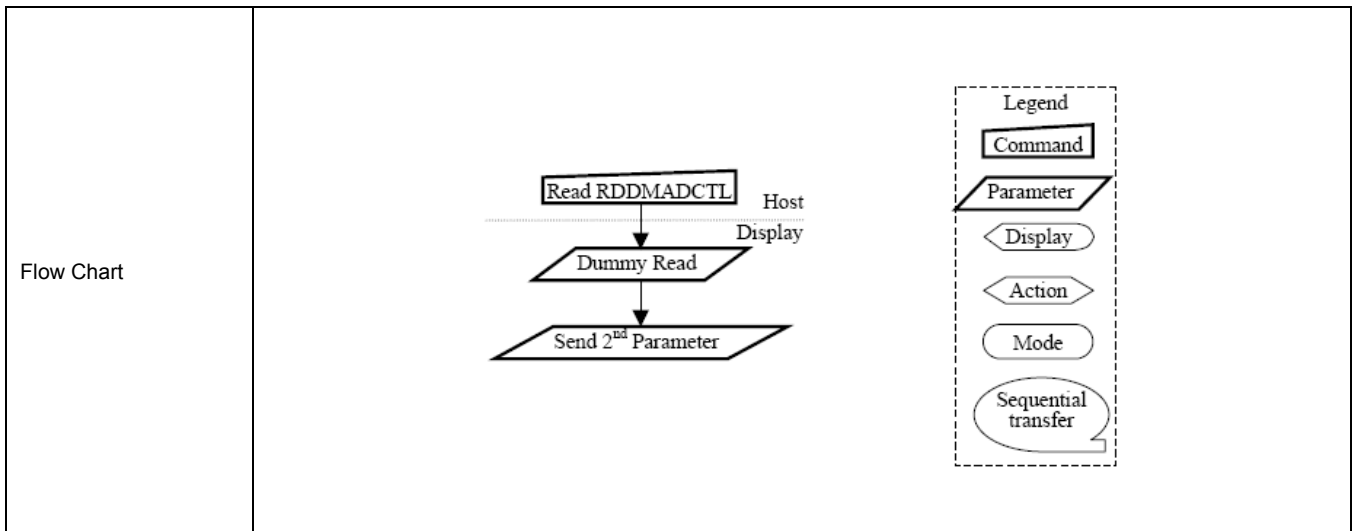 Flow Chart
Read RDDMADCTL
Host
Display
Dummy Read
Send 2nd Parameter
Legend
Command
Parameter
Display
Action
Mode
Sequential
transfer